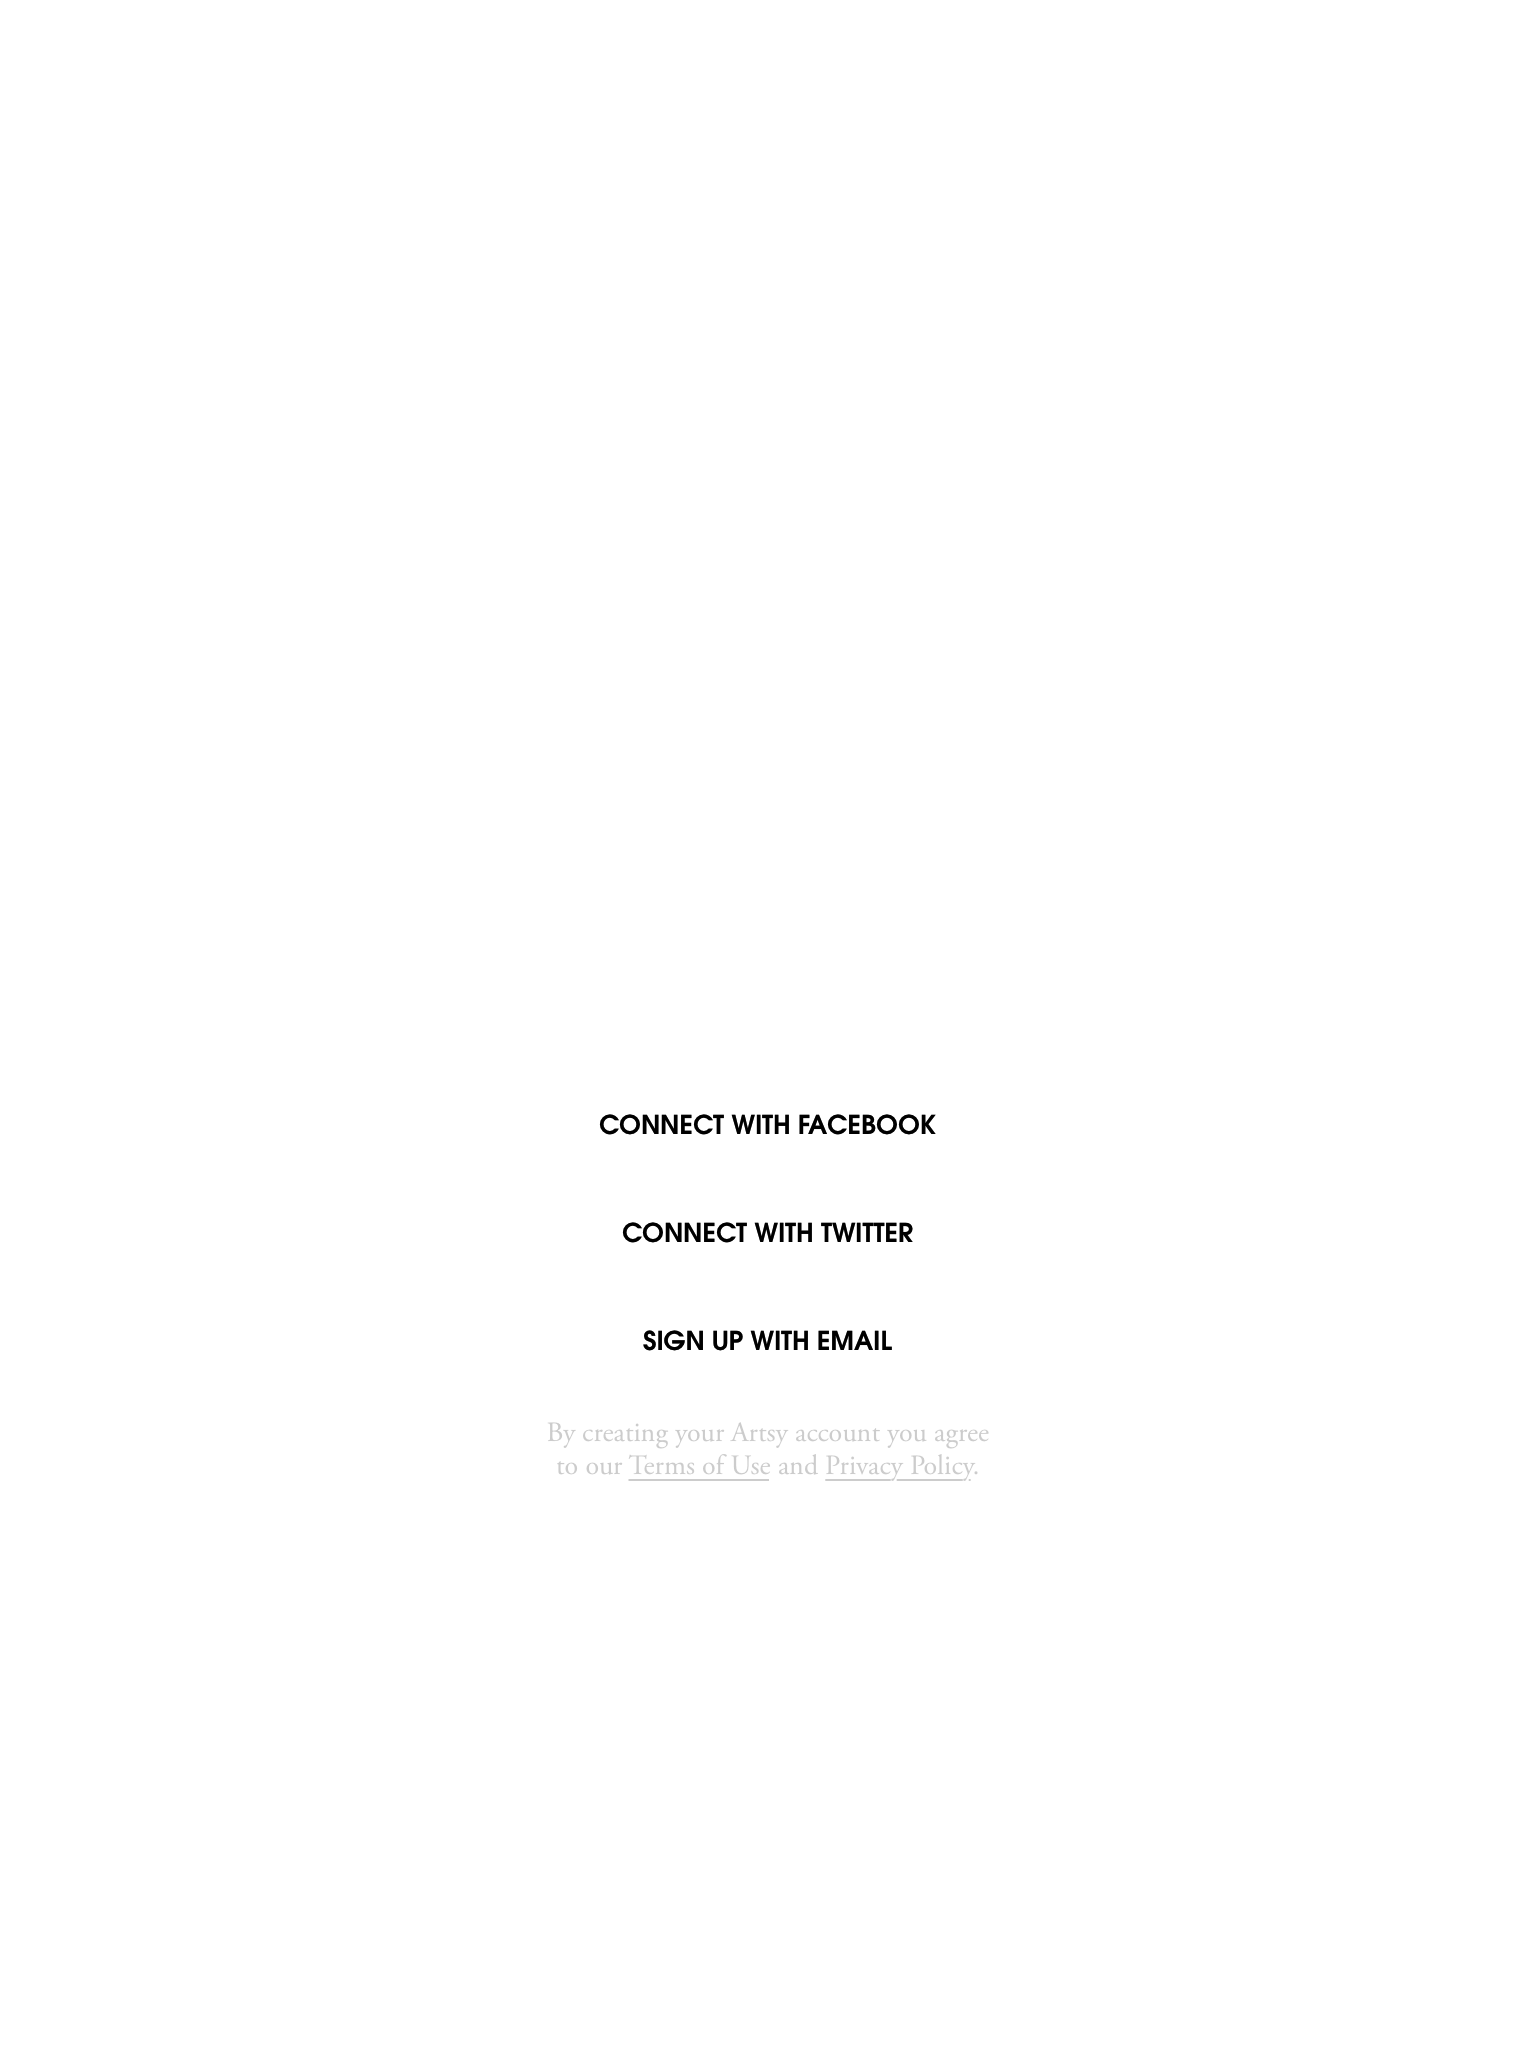 CONNECT WITH FACEBOOK
CONNECT WITH TWITTER
SIGN UP WITH EMAIL
By creating your Artsy account you agree
to our Terms of Use and Privacy Policy.